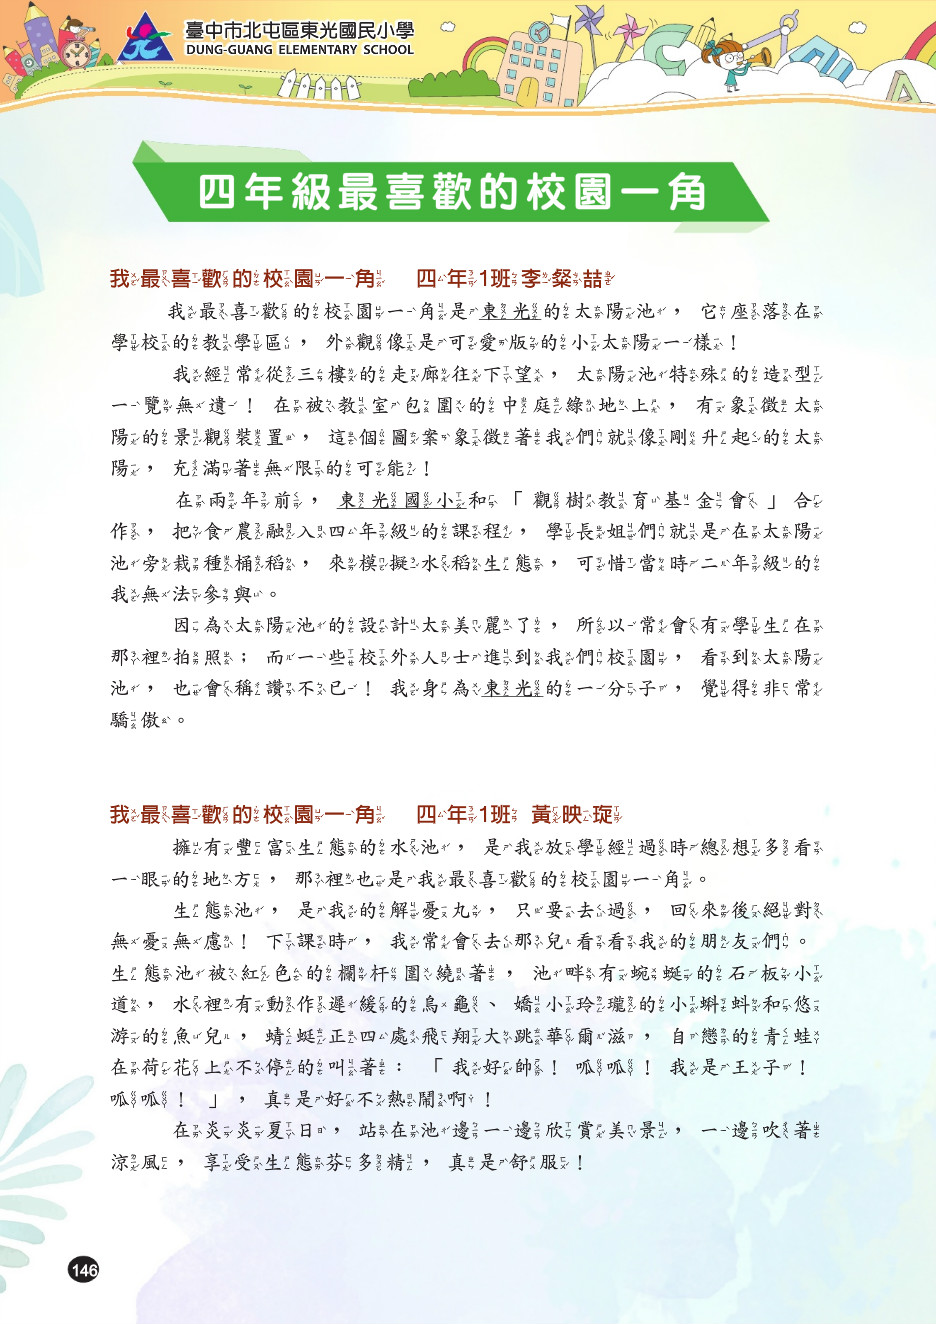 臺中市北屯區東光國民小學
DUNG-GUANG ELEMENTARY SCHOOL
四年級最喜歡的校園一角
我最喜歡的校園一角 四年1班李粲喆
我最喜歡的校園一角是東光的太陽池，它座落在
學校的教學區，外觀像是可愛版的小太陽一樣！
我經常從三樓的走廊往下望，太陽池特殊的造型
一覽無遺！在被教室包圍的中庭綠地上，有象徵太
陽的景觀裝置，這個圖案象徵著我們就像剛升起的太
陽，充滿著無限的可能！
在兩年前，東光國小和「觀樹教育基金會」合
作，把食農融入四年級的課程，學長姐們就是在太陽
池旁栽種桶稻，來模擬水稻生態，可惜當時二年級的
我無法參與。
因為太陽池的設計太美麗了，所以常會有學生在
那裡拍照；而一些校外人士進到我們校園，看到太陽
池，也會稱讚不已！我身為東光的一分子，覺得非常
驕傲。
我最喜歡的校園一角 四年1班 黃映琁
擁有豐富生態的水池，是我放學經過時總想多看
一眼的地方，那裡也是我最喜歡的校園一角。
生態池，是我的解憂丸，只要去過，回來後絕對
無憂無慮！下課時，我常會去那兒看看我的朋友們。
生態池被紅色的欄杆圍繞著，池畔有蜿蜒的石板小
道，水裡有動作遲緩的烏龜、嬌小玲瓏的小蝌蚪和悠
游的魚兒，蜻蜓正四處飛翔大跳華爾滋，自戀的青蛙
在荷花上不停的叫著：「我好帥！呱呱！我是王子！
呱呱！」，真是好不熱鬧啊！
在炎炎夏日，站在池邊一邊欣賞美景，一邊吹著
涼風，享受生態芬多精，真是舒服！
146